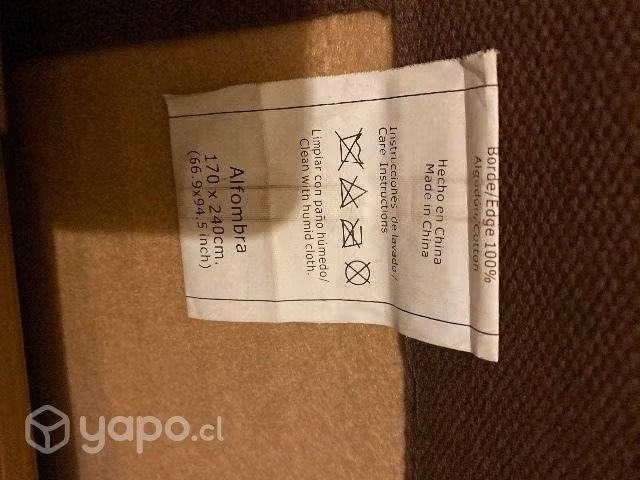 Borde/Edge 100%
Algodón/Cotton
Hecho en China
Made in China
Instrucciones de lavado/
Care Instructions
Limpiar con paño húmedo/
Clean with humid cloth.
Alfombra
170 x 240cm.
(66.9x94.5 inch)
yapo.cl